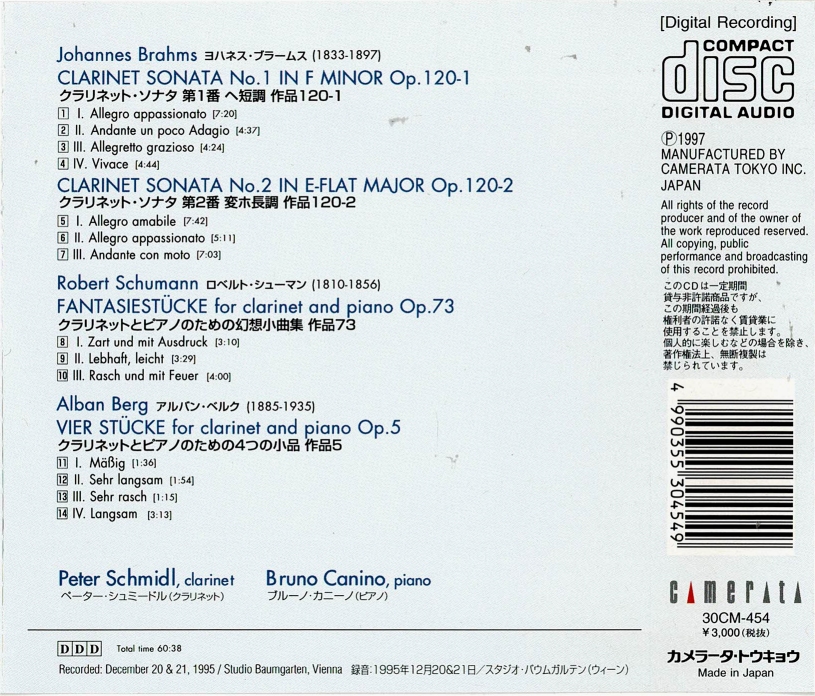 Johannes Brahms ヨハネス・ブラームス (1833-1897)
CLARINET SONATA No.1 IN F MINOR Op.120-1
クラリネット・ソナタ 第1番 ヘ短調 作品120-1
1 I. Allegro appassionato [7:20]
2 II. Andante un poco Adagio [4:37]
3 III. Allegretto grazioso [4:24]
4 IV. Vivace [4:44]
CLARINET SONATA No.2 IN E-FLAT MAJOR Op.120-2
クラリネット・ソナタ 第2番 変ホ長調 作品120-2
5 I. Allegro amabile [7:42]
6 II. Allegro appassionato [5:11]
7 III. Andante con moto [7:03]
Robert Schumann ロベルト・シューマン (1810-1856)
FANTASIESTÜCKE for clarinet and piano Op.73
クラリネットとピアノのための幻想小曲集 作品73
8 I. Zart und mit Ausdruck [3:10]
9 II. Lebhaft, leicht [3:29]
10 III. Rasch und mit Feuer [4:00]
Alban Berg アルバン・ベルク (1885-1935)
VIER STÜCKE for clarinet and piano Op.5
クラリネットとピアノのための4つの小品 作品5
11 I. Mäßig [1:36]
12 II. Sehr langsam [1:54]
13 III. Sehr rasch [1:15]
14 IV. Langsam [3:13]
Peter Schmidl, clarinet Bruno Canino, piano
ペーター・シュミードル(クラリネット) ブルーノ・カニーノ(ピアノ)
DDD Total time 60:38
Recorded: December 20 & 21, 1995 / Studio Baumgarten, Vienna 録音:1995年12月20&21日/スタジオ・バウムガルテン(ウィーン)
[Digital Recording]
COMPACT
disc
DIGITAL AUDIO
Ⓟ1997
MANUFACTURED BY
CAMERATA TOKYO INC.
JAPAN
All rights of the record
producer and of the owner of
the work reproduced reserved.
All copying, public
performance and broadcasting
of this record prohibited.
このCDは一定期間
貸与非許諾商品ですが、
この期間経過後も
権利者の許諾なく賃貸業に
使用することを禁止します。
個人的に楽しむなどの場合を除き、
著作権法上、無断複製は
禁じられています。
4 990355 304549
camerata
30CM-454
¥3,000(税抜)
カメラータ・トウキョウ
Made in Japan